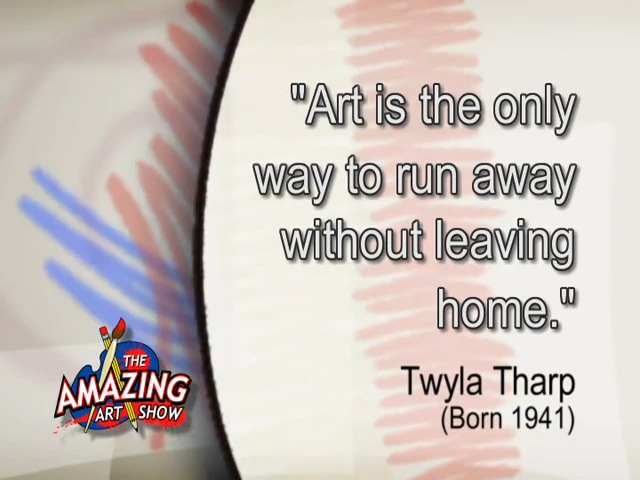 "Art is the only
way to run away
without leaving
home."
Twyla Tharp
(Born 1941)
THE
AMAZING
ART SHOW